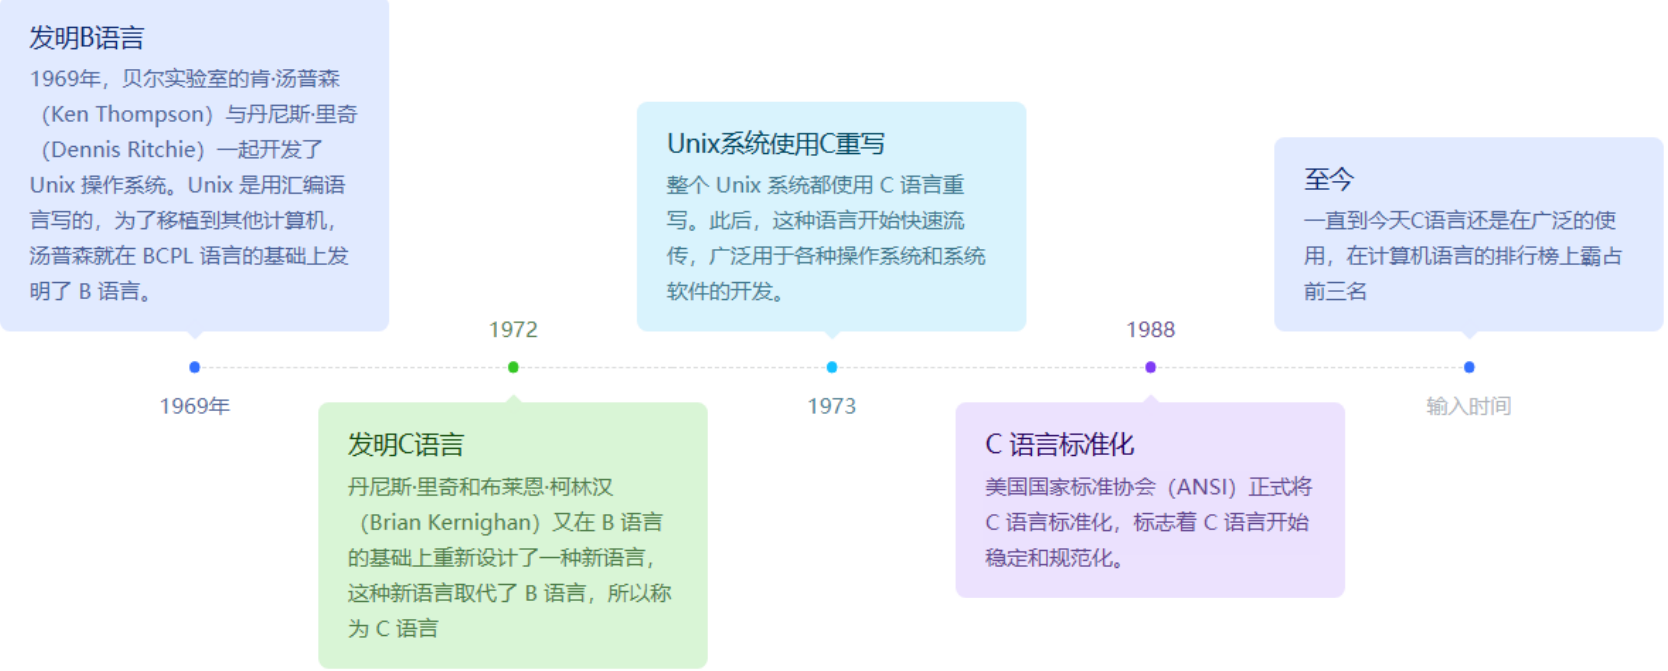 发明B语言
1969年，贝尔实验室的肯·汤普森
（Ken Thompson）与丹尼斯·里奇
（Dennis Ritchie）一起开发了
Unix 操作系统。Unix 是用汇编语
言写的，为了移植到其他计算机，
汤普森就在 BCPL 语言的基础上发
明了 B 语言。
1969年
1972
发明C语言
丹尼斯·里奇和布莱恩·柯林汉
（Brian Kernighan）又在 B 语言
的基础上重新设计了一种新语言，
这种新语言取代了 B 语言，所以称
为 C 语言
Unix系统使用C重写
整个 Unix 系统都使用 C 语言重
写。此后，这种语言开始快速流
传，广泛用于各种操作系统和系统
软件的开发。
1973
1988
C 语言标准化
美国国家标准协会（ANSI）正式将
C 语言标准化，标志着 C 语言开始
稳定和规范化。
至今
一直到今天C语言还是在广泛的使
用，在计算机语言的排行榜上霸占
前三名
输入时间